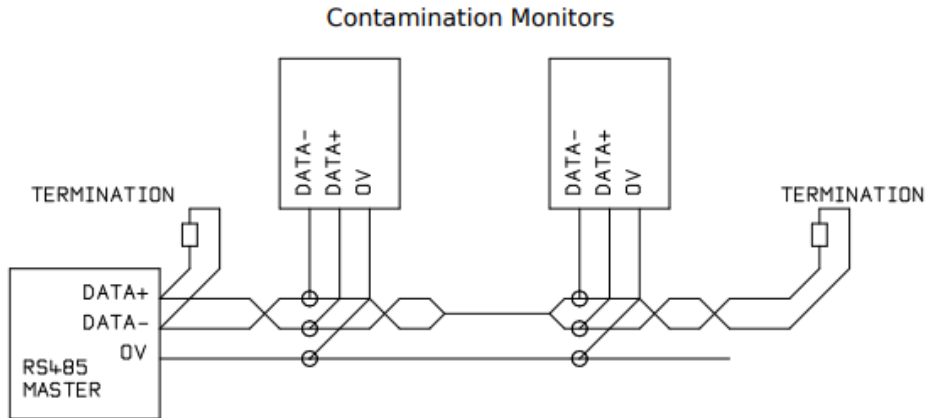 Contamination Monitors
DATA-
DATA+
0V
DATA-
DATA+
0V
TERMINATION
TERMINATION
DATA+
DATA-
0V
RS485
MASTER